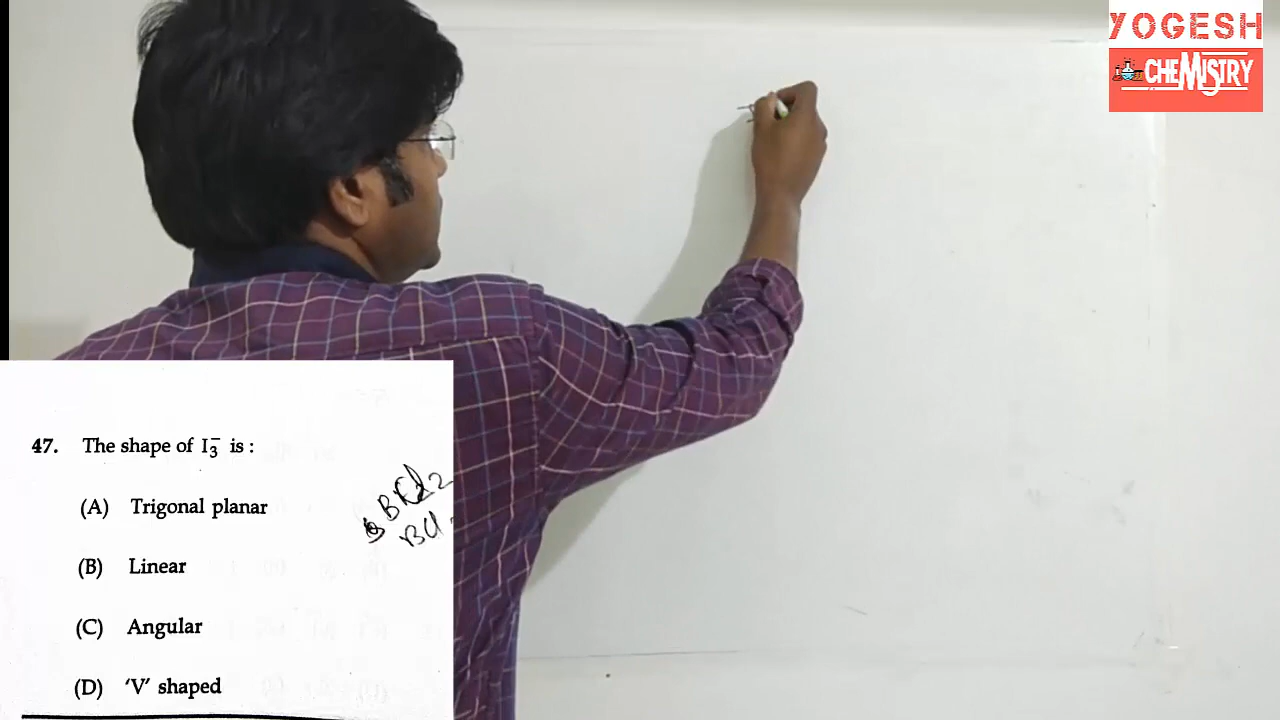 YOGESH
CHEMISTRY
47. The shape of I₃⁻ is :
(A) Trigonal planar
(B) Linear
(C) Angular
(D) 'V' shaped